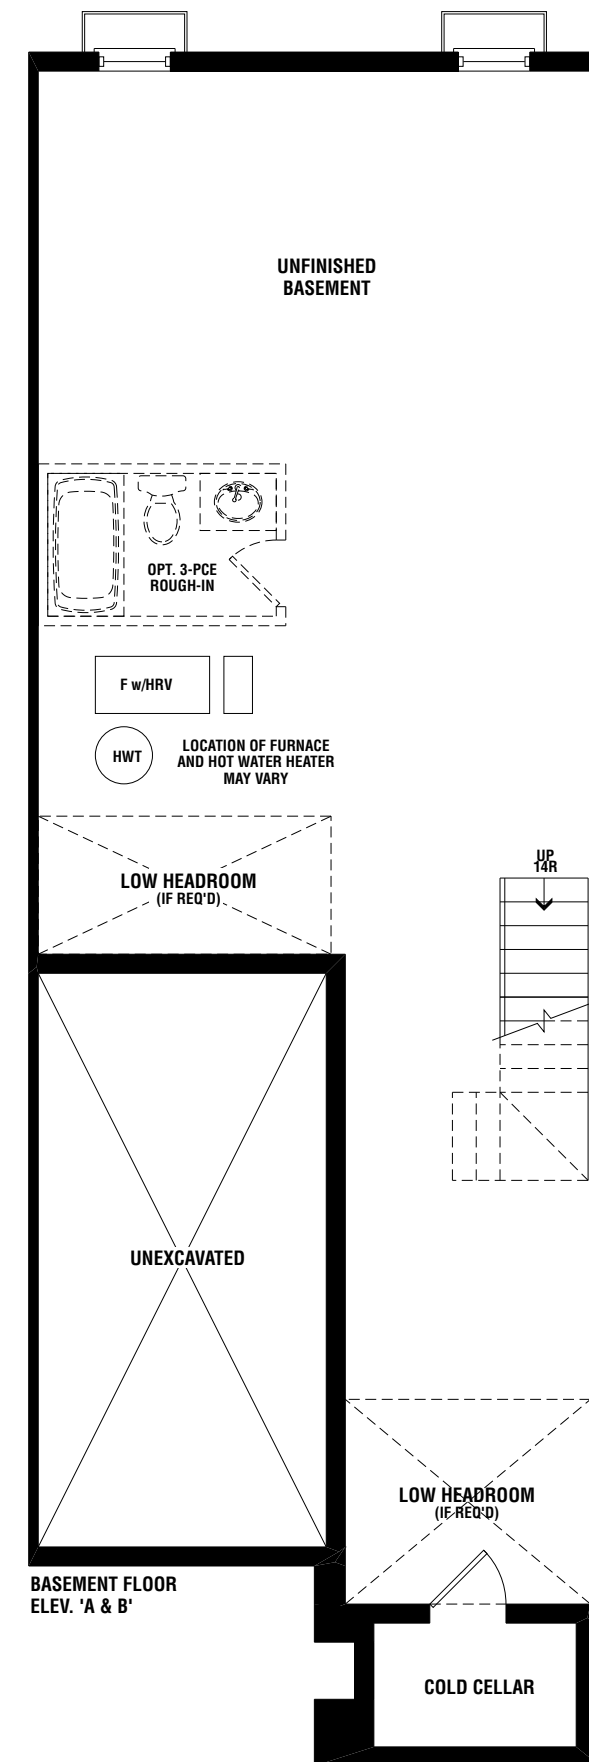 UNFINISHED
BASEMENT
OPT. 3-PCE
ROUGH-IN
F w/HRV
HWT
LOCATION OF FURNACE
AND HOT WATER HEATER
MAY VARY
UP
14R
LOW HEADROOM
(IF REQ'D)
UNEXCAVATED
LOW HEADROOM
(IF REQ'D)
BASEMENT FLOOR
ELEV. 'A & B'
COLD CELLAR